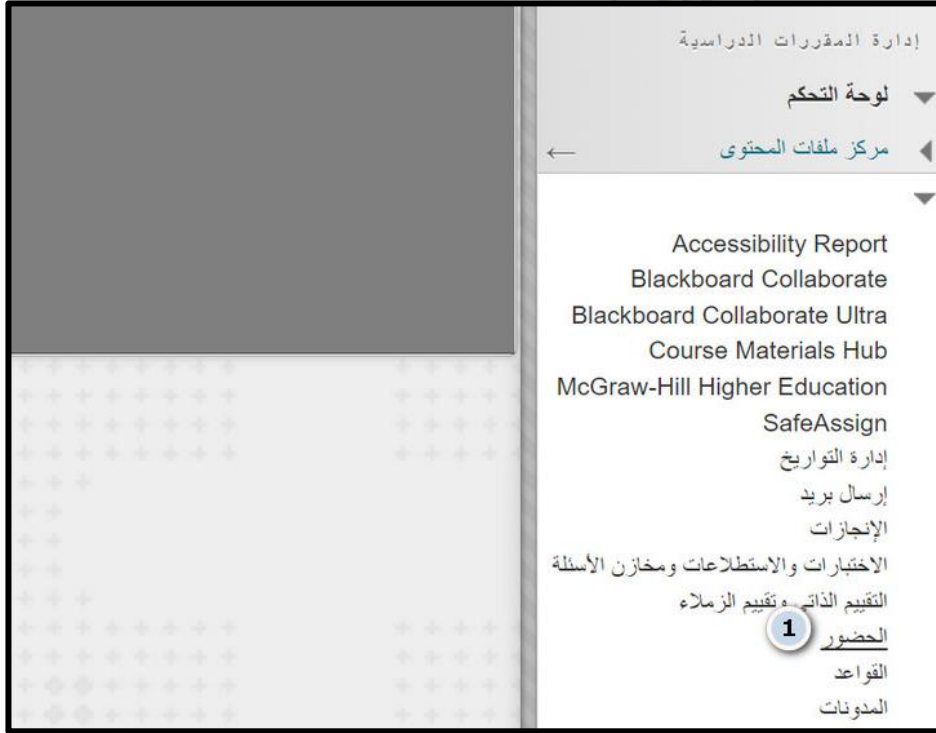 إدارة المقررات الدراسية
لوحة التحكم
مركز ملفات المحتوى
Accessibility Report
Blackboard Collaborate
Blackboard Collaborate Ultra
Course Materials Hub
McGraw-Hill Higher Education
SafeAssign
إدارة التواريخ
إرسال بريد
الإنجازات
الاختبارات والاستطلاعات ومخازن الأسئلة
التقييم الذاتي وتقييم الزملاء
الحضور 1
القواعد
المدونات